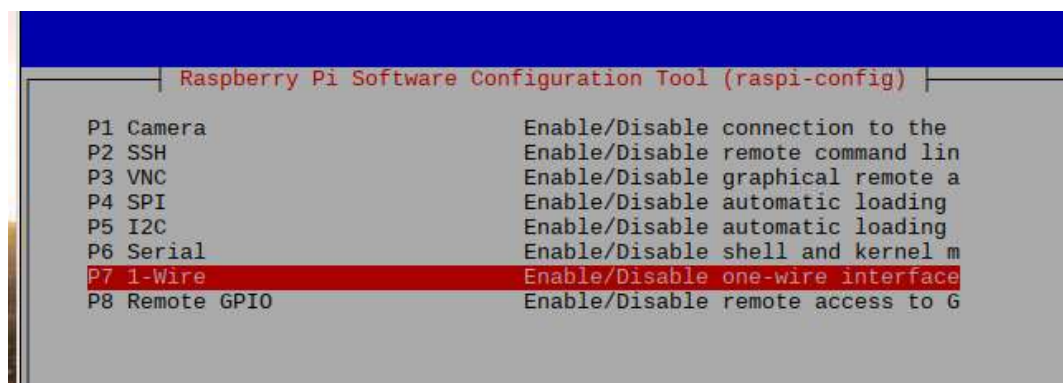 Raspberry Pi Software Configuration Tool (raspi-config)
P1 Camera Enable/Disable connection to the
P2 SSH Enable/Disable remote command lin
P3 VNC Enable/Disable graphical remote a
P4 SPI Enable/Disable automatic loading
P5 I2C Enable/Disable automatic loading
P6 Serial Enable/Disable shell and kernel m
P7 1-Wire Enable/Disable one-wire interface
P8 Remote GPIO Enable/Disable remote access to G